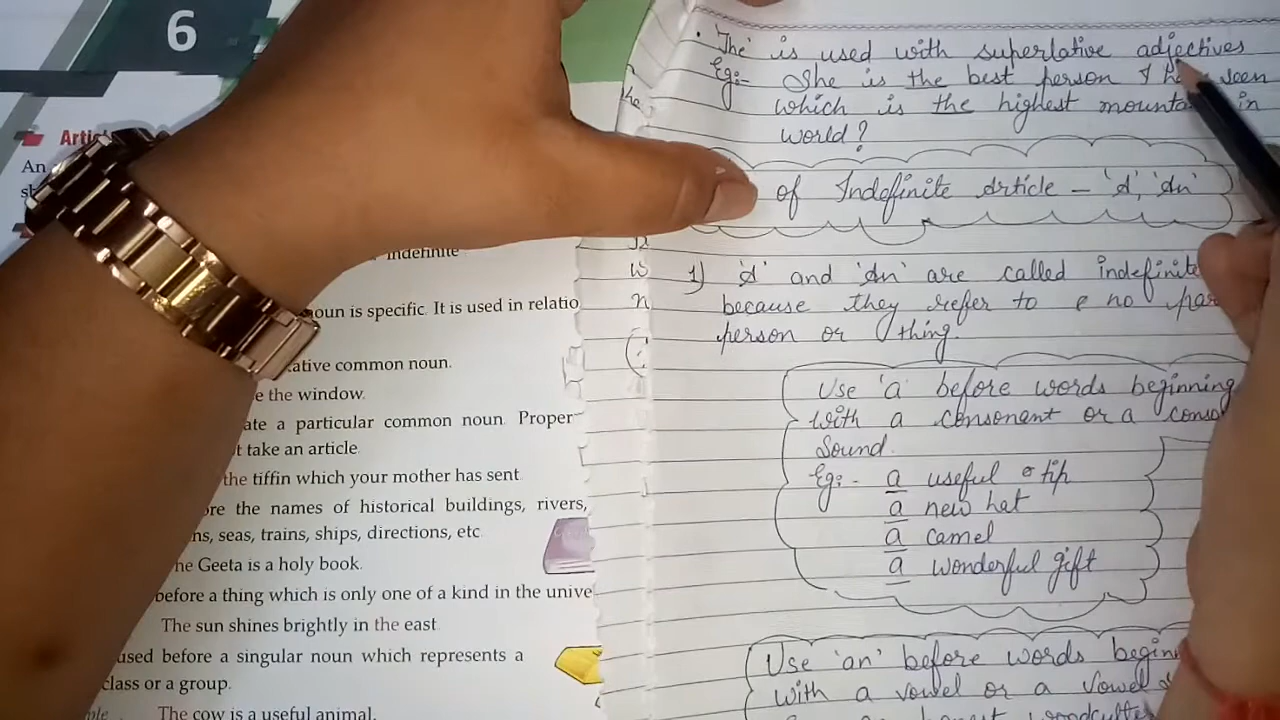 6
Artic
An
indefinite
noun is specific. It is used in relatio
ative common noun.
e the window.
ate a particular common noun. Proper
t take an article
the tiffin which your mother has sent
re the names of historical buildings, rivers,
ns, seas, trains, ships, directions, etc
he Geeta is a holy book.
before a thing which is only one of a kind in the unive
The sun shines brightly in the east
used before a singular noun which represents a
class or a group.
ple The cow is a useful animal.
• 'The' is used with superlative adjectives
Eg:- She is the best person I ha seen
which is the highest mounta in
world?
of Indefinite Article – 'A', 'An'
1) 'A' and 'An' are called indefinite
because they refer to no par
person or thing.
Use 'a' before words beginning
with a consonant or a conso
Sound.
Eg:- a useful tip
a new hat
a camel
a wonderful gift
Use 'an' before words beginn
with a vowel or a vowel s